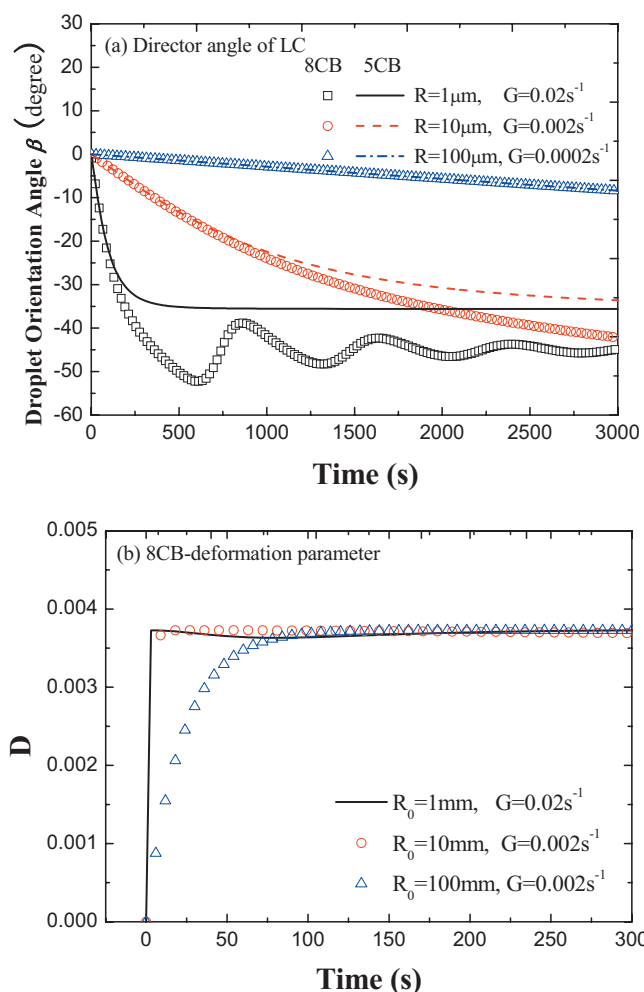 (a) Director angle of LC
8CB 5CB
R=1μm, G=0.02s⁻¹
R=10μm, G=0.002s⁻¹
R=100μm, G=0.0002s⁻¹
Droplet Orientation Angle β (degree)
30
20
10
0
-10
-20
-30
-40
-50
-60
0 500 1000 1500 2000 2500 3000
Time (s)
(b) 8CB-deformation parameter
D
0.005
0.004
0.003
0.002
0.001
0.000
R₀=1mm, G=0.02s⁻¹
R₀=10mm, G=0.002s⁻¹
R₀=100mm, G=0.002s⁻¹
0 50 100 150 200 250 300
Time (s)